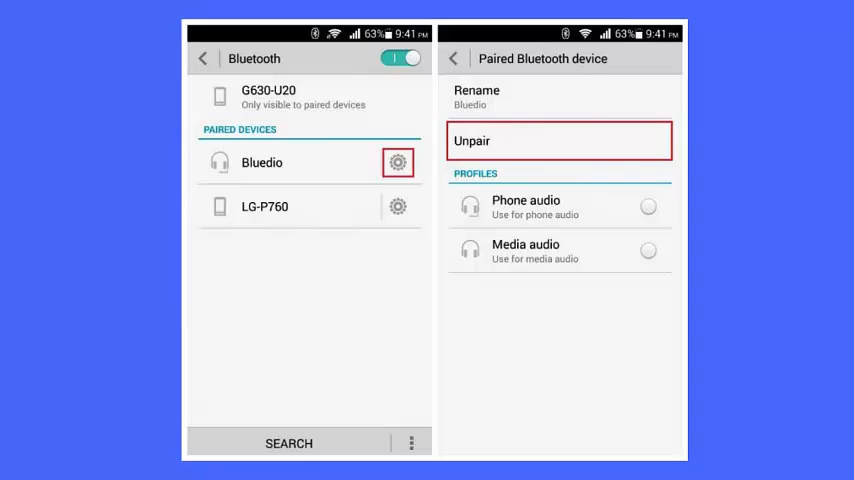 63% 9:41 PM
Bluetooth
G630-U20
Only visible to paired devices
PAIRED DEVICES
Bluedio
LG-P760
SEARCH
63% 9:41 PM
Paired Bluetooth device
Rename
Bluedio
Unpair
PROFILES
Phone audio
Use for phone audio
Media audio
Use for media audio